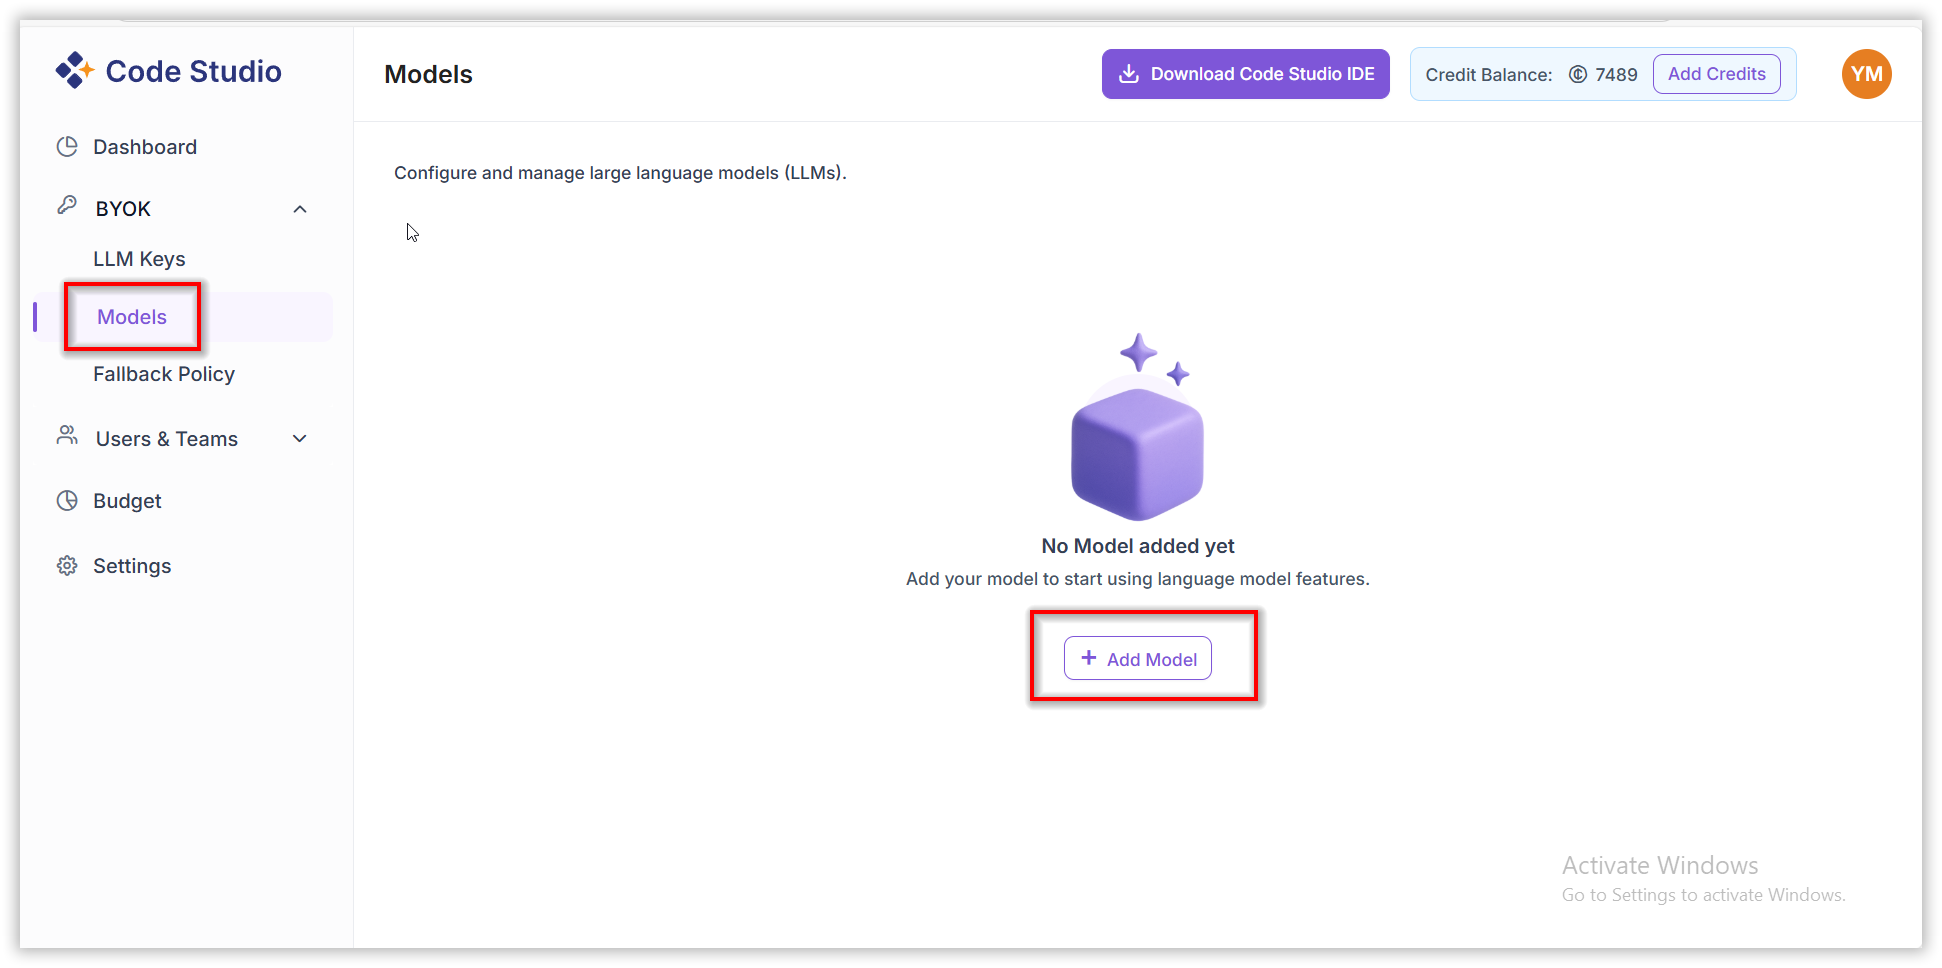 Code Studio
Models
Download Code Studio IDE
Credit Balance: 7489
Add Credits
YM
Dashboard
BYOK
LLM Keys
Models
Fallback Policy
Users & Teams
Budget
Settings
Configure and manage large language models (LLMs).
No Model added yet
Add your model to start using language model features.
+ Add Model
Activate Windows
Go to Settings to activate Windows.